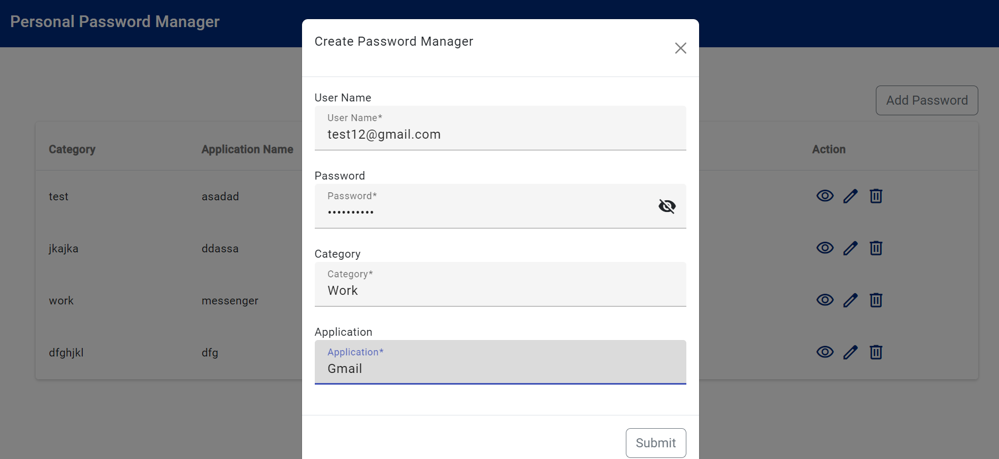 Personal Password Manager
Create Password Manager
User Name
User Name*
test12@gmail.com
Password
Password*
••••••••••
Category
Category*
Work
Application
Application*
Gmail
Submit
Add Password
Category Application Name Action
test asadad
jkajka ddassa
work messenger
dfghjkl dfg